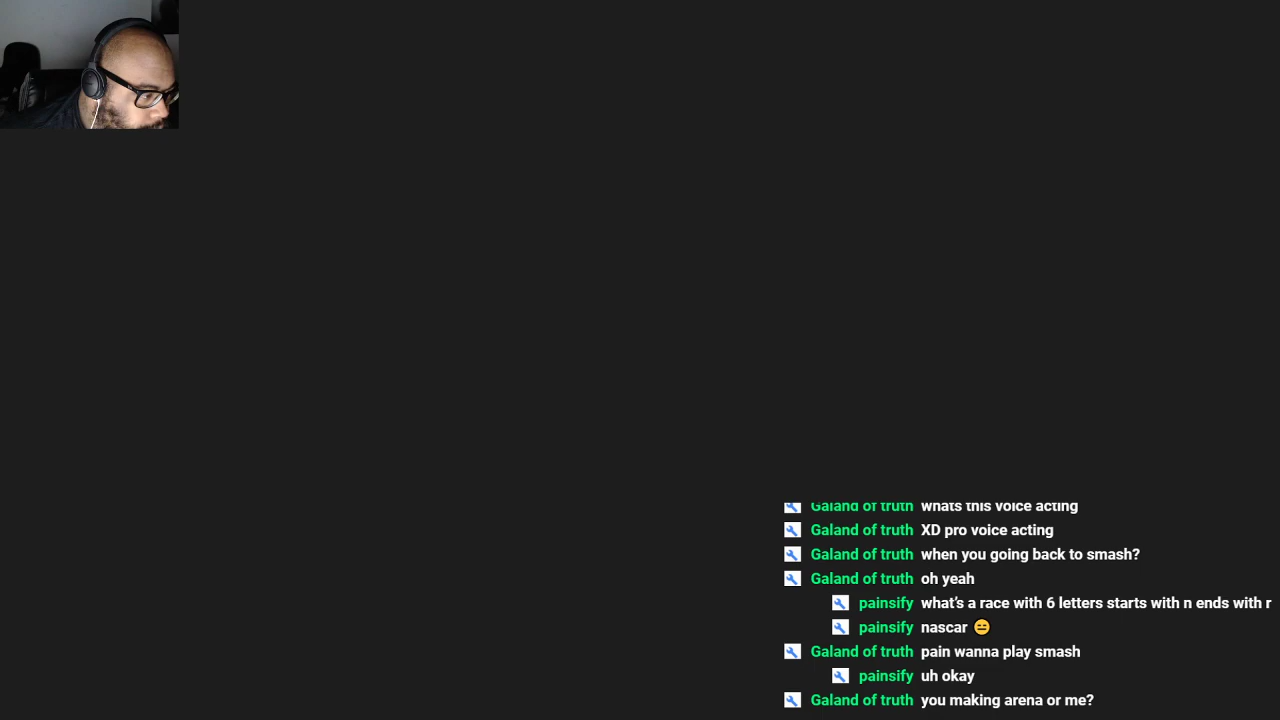 Galand of truth whats this voice acting
Galand of truth XD pro voice acting
Galand of truth when you going back to smash?
Galand of truth oh yeah
painsify what's a race with 6 letters starts with n ends with r
painsify nascar 😑
Galand of truth pain wanna play smash
painsify uh okay
Galand of truth you making arena or me?